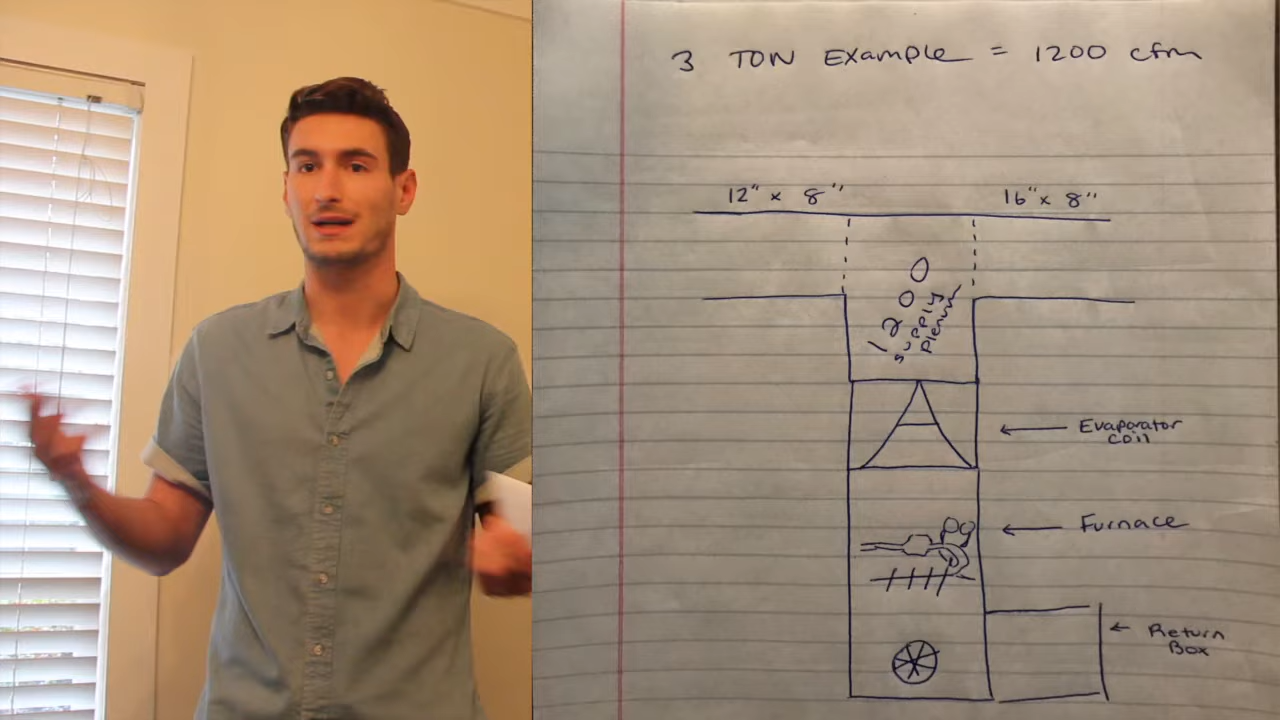 3 TON Example = 1200 cfm
12" x 8"
16" x 8"
1200
supply
Plenum
Evaporator
coil
Furnace
Return
Box